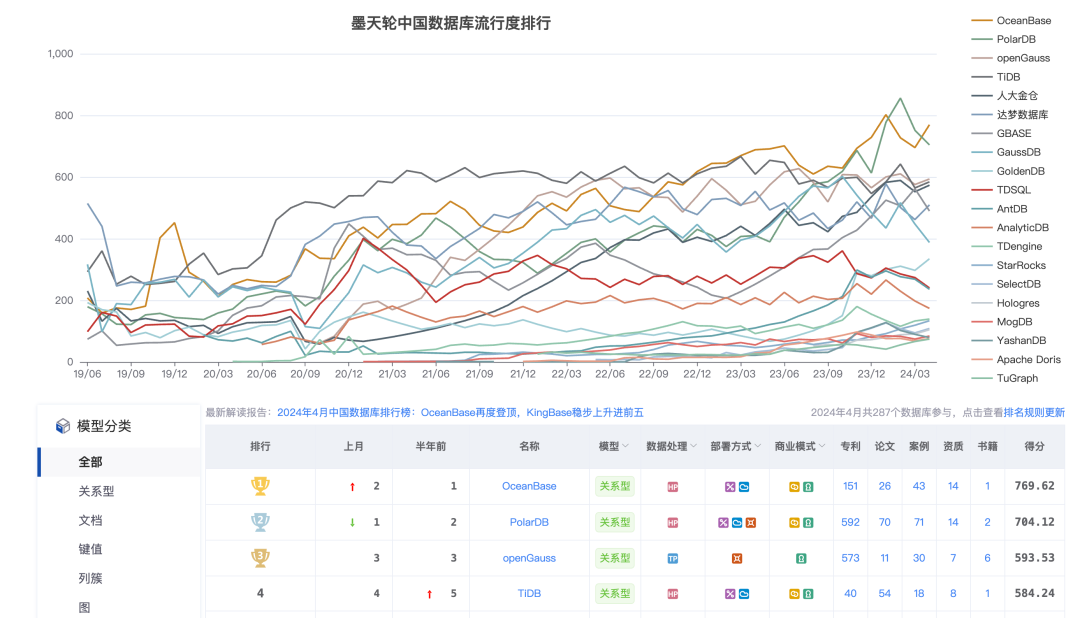 墨天轮中国数据库流行度排行
1,000
800
600
400
200
0
19/06 19/09 19/12 20/03 20/06 20/09 20/12 21/03 21/06 21/09 21/12 22/03 22/06 22/09 22/12 23/03 23/06 23/09 23/12 24/03
OceanBase
PolarDB
openGauss
TiDB
人大金仓
达梦数据库
GBASE
GaussDB
GoldenDB
TDSQL
AntDB
AnalyticDB
TDengine
StarRocks
SelectDB
Hologres
MogDB
YashanDB
Apache Doris
TuGraph
模型分类
全部
关系型
文档
键值
列簇
图
最新解读报告：2024年4月中国数据库排行榜：OceanBase再度登顶，KingBase稳步上升进前五
2024年4月共287个数据库参与，点击查看排名规则更新
排行 上月 半年前 名称 模型 数据处理 部署方式 商业模式 专利 论文 案例 资质 书籍 得分
1 2 1 OceanBase 关系型 HP 151 26 43 14 1 769.62
2 1 2 PolarDB 关系型 HP 592 70 71 14 2 704.12
3 3 3 openGauss 关系型 TP 573 11 30 7 6 593.53
4 4 5 TiDB 关系型 HP 40 54 18 8 1 584.24